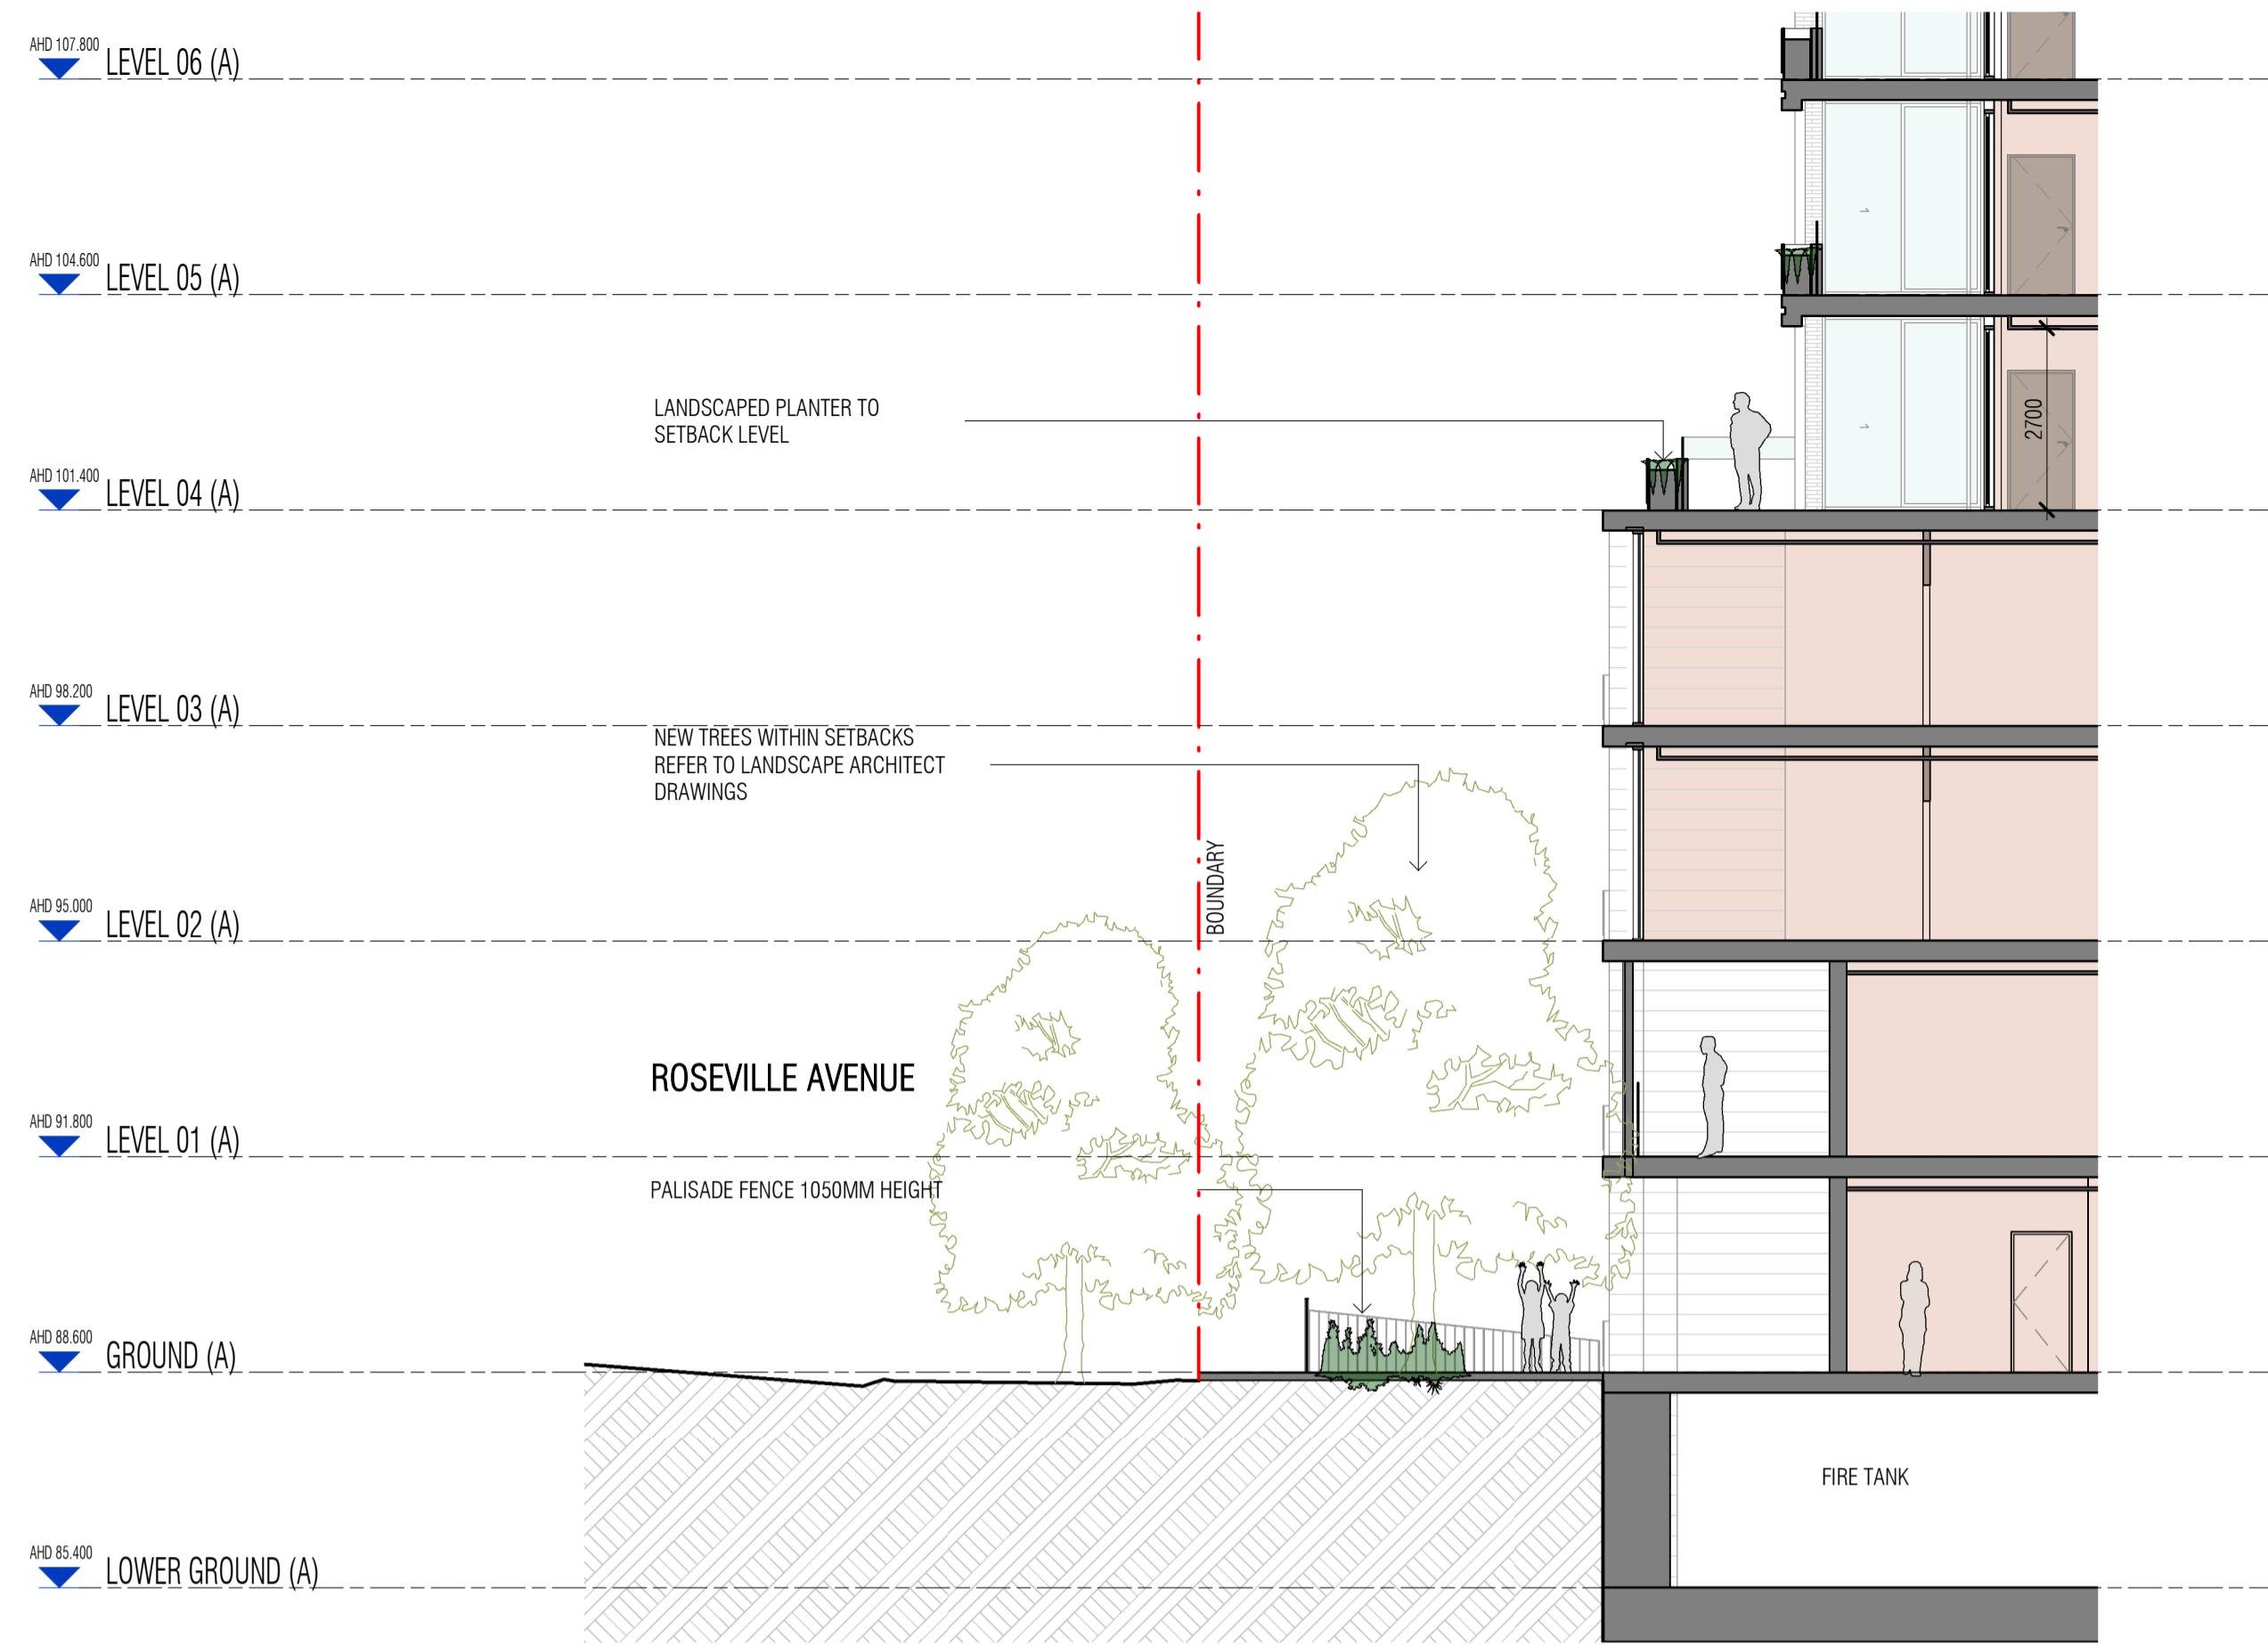 AHD 107.800
LEVEL 06 (A)
AHD 104.600
LEVEL 05 (A)
LANDSCAPED PLANTER TO
SETBACK LEVEL
2700
AHD 101.400
LEVEL 04 (A)
AHD 98.200
LEVEL 03 (A)
NEW TREES WITHIN SETBACKS
REFER TO LANDSCAPE ARCHITECT
DRAWINGS
BOUNDARY
AHD 95.000
LEVEL 02 (A)
ROSEVILLE AVENUE
AHD 91.800
LEVEL 01 (A)
PALISADE FENCE 1050MM HEIGHT
AHD 88.600
GROUND (A)
FIRE TANK
AHD 85.400
LOWER GROUND (A)